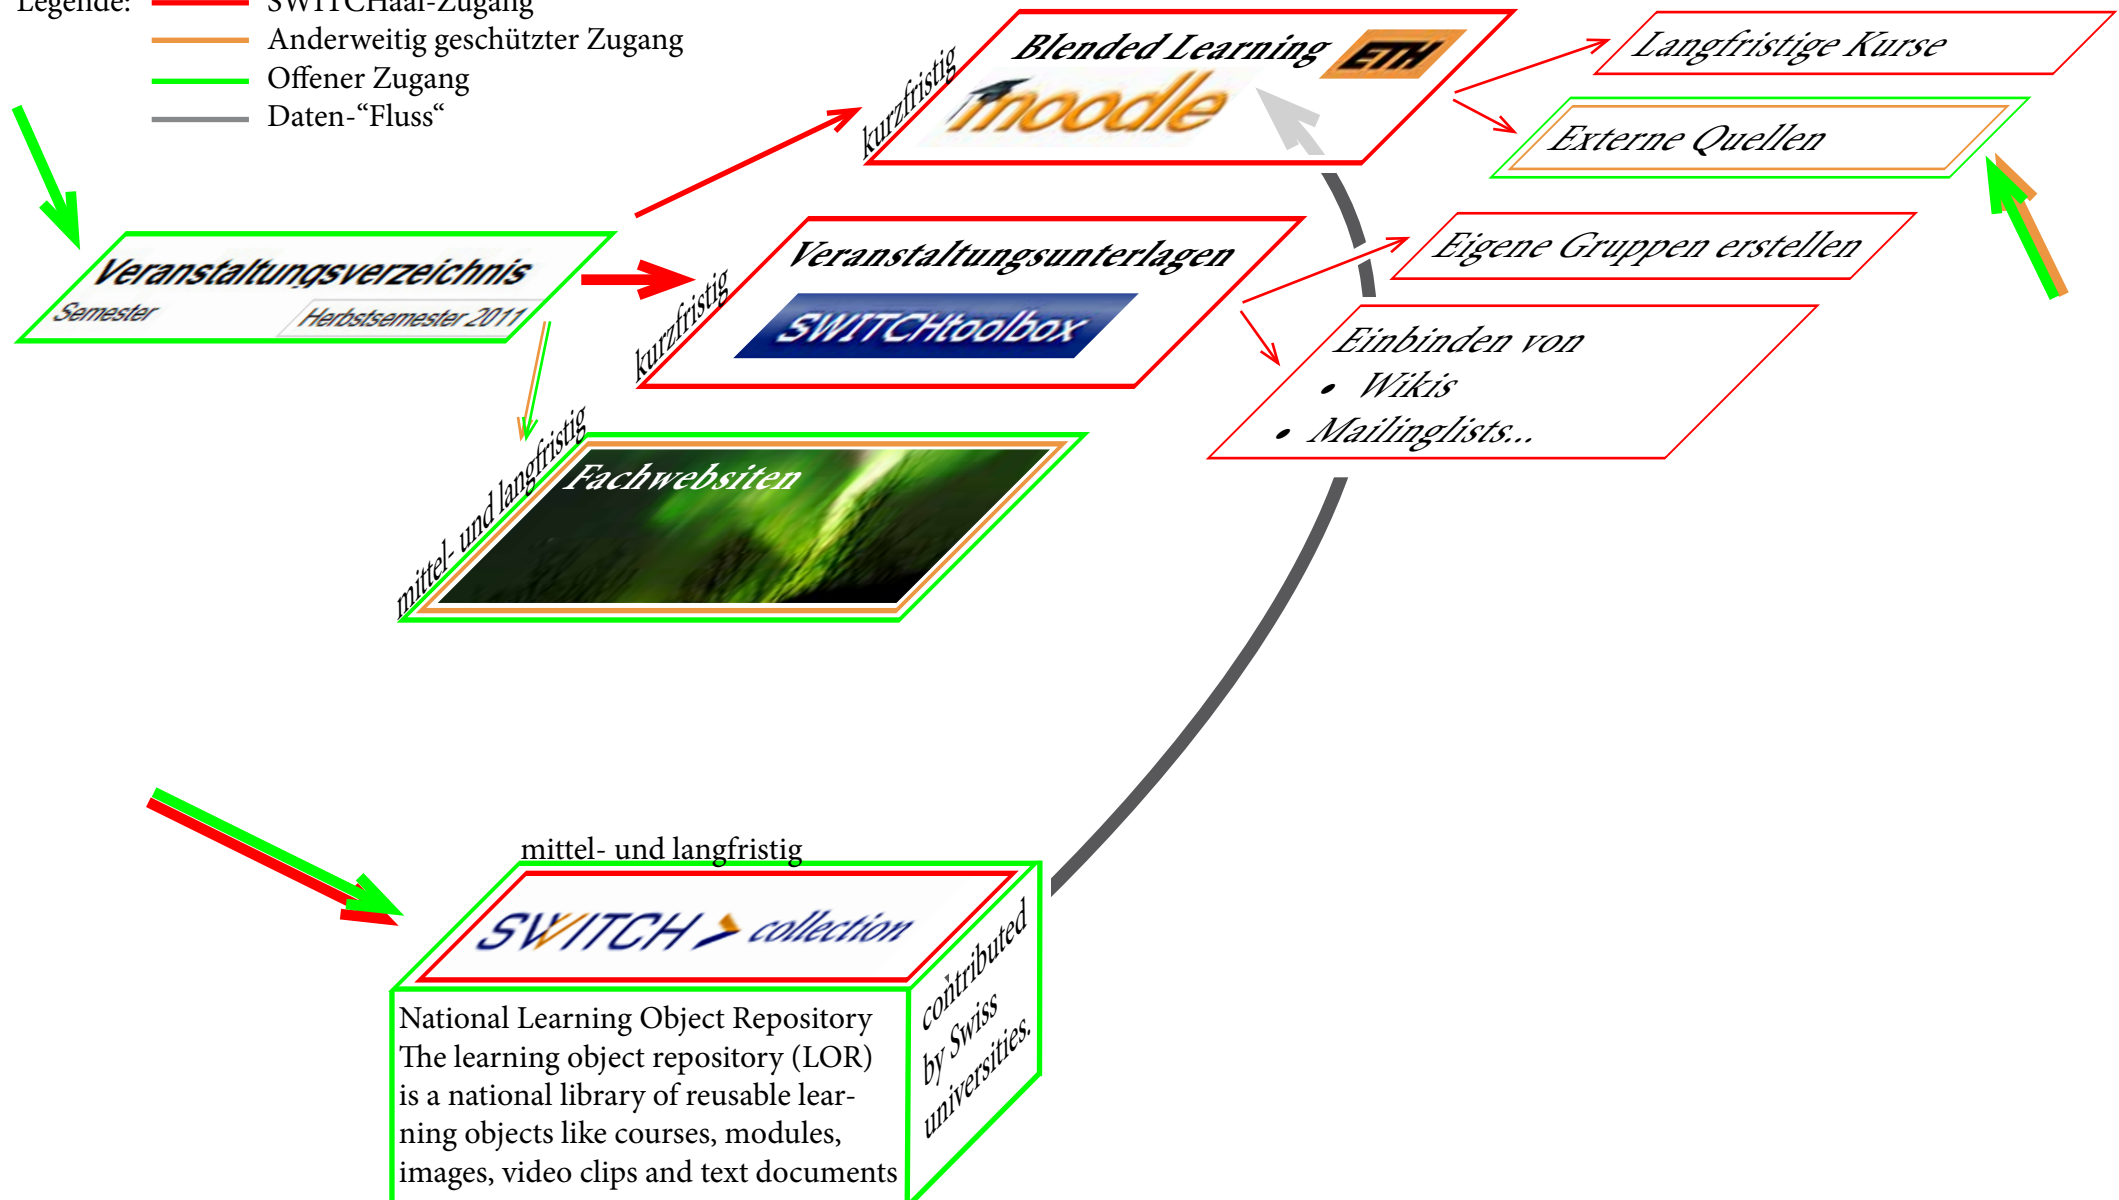 Legende:
SWITCHaai-Zugang
Anderweitig geschützter Zugang
Offener Zugang
Daten-“Fluss“
kurzfristig
Blended Learning
ETH
moodle
Langfristige Kurse
Externe Quellen
Veranstaltungsverzeichnis
Semester
Herbstsemester 2011
kurzfristig
Veranstaltungsunterlagen
SWITCHtoolbox
Eigene Gruppen erstellen
Einbinden von
• Wikis
• Mailinglists...
mittel- und langfristig
Fachwebsiten
mittel- und langfristig
SWITCH collection
National Learning Object Repository
The learning object repository (LOR)
is a national library of reusable lear-
ning objects like courses, modules,
images, video clips and text documents
contributed
by Swiss
universities.